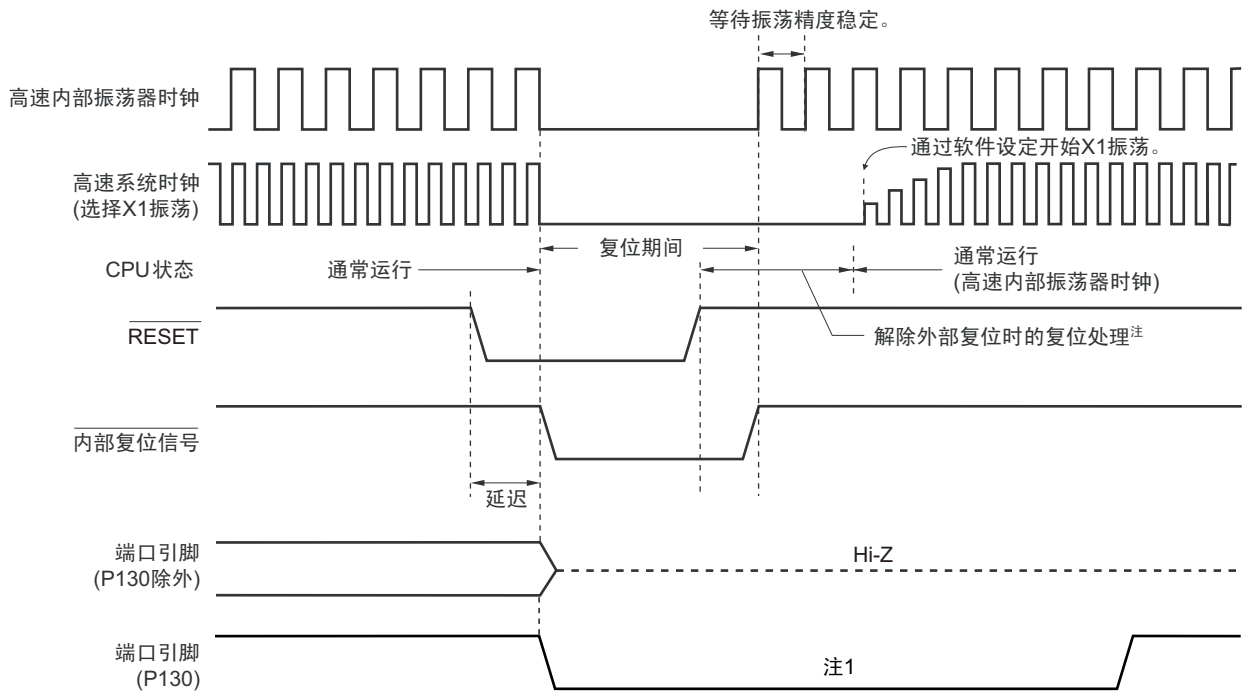 等待振荡精度稳定。
高速内部振荡器时钟
通过软件设定开始X1振荡。
高速系统时钟
(选择X1振荡)
复位期间
CPU状态
通常运行
通常运行
(高速内部振荡器时钟)
RESET
解除外部复位时的复位处理注
内部复位信号
延迟
端口引脚
(P130除外)
Hi-Z
端口引脚
(P130)
注1